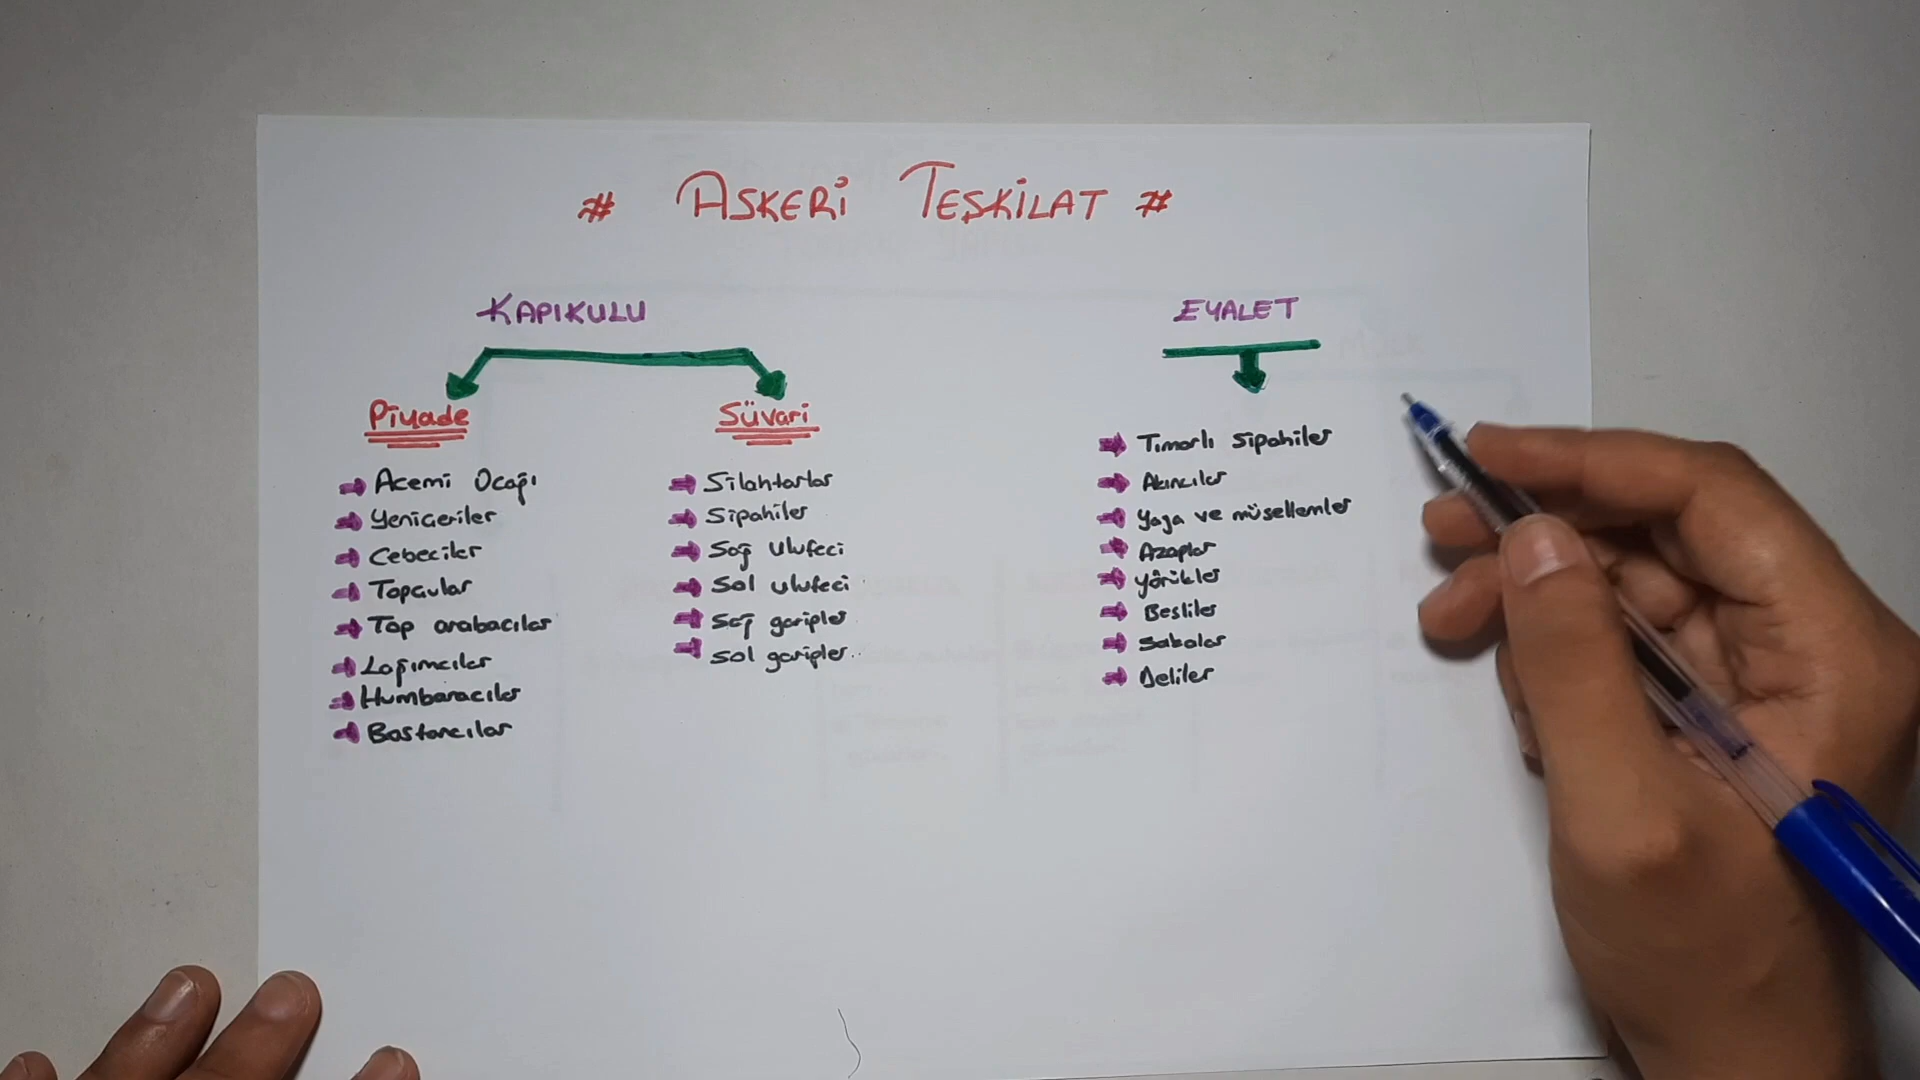 # ASKERİ TEŞKİLAT #
KAPIKULU
Piyade
Acemi Ocağı
Yeniçeriler
Cebeciler
Topçular
Top arabacılar
Lağımcılar
Humbaracılar
Bostancılar
Süvari
Silahtarlar
Sipahiler
Sağ ulufeci
Sol ulufeci
Sağ garipler
Sol garipler..
EYALET
Tımarlı Sipahiler
Akıncılar
Yaya ve müsellemler
Azaplar
Yörükler
Beşliler
Sakalar
Deliler